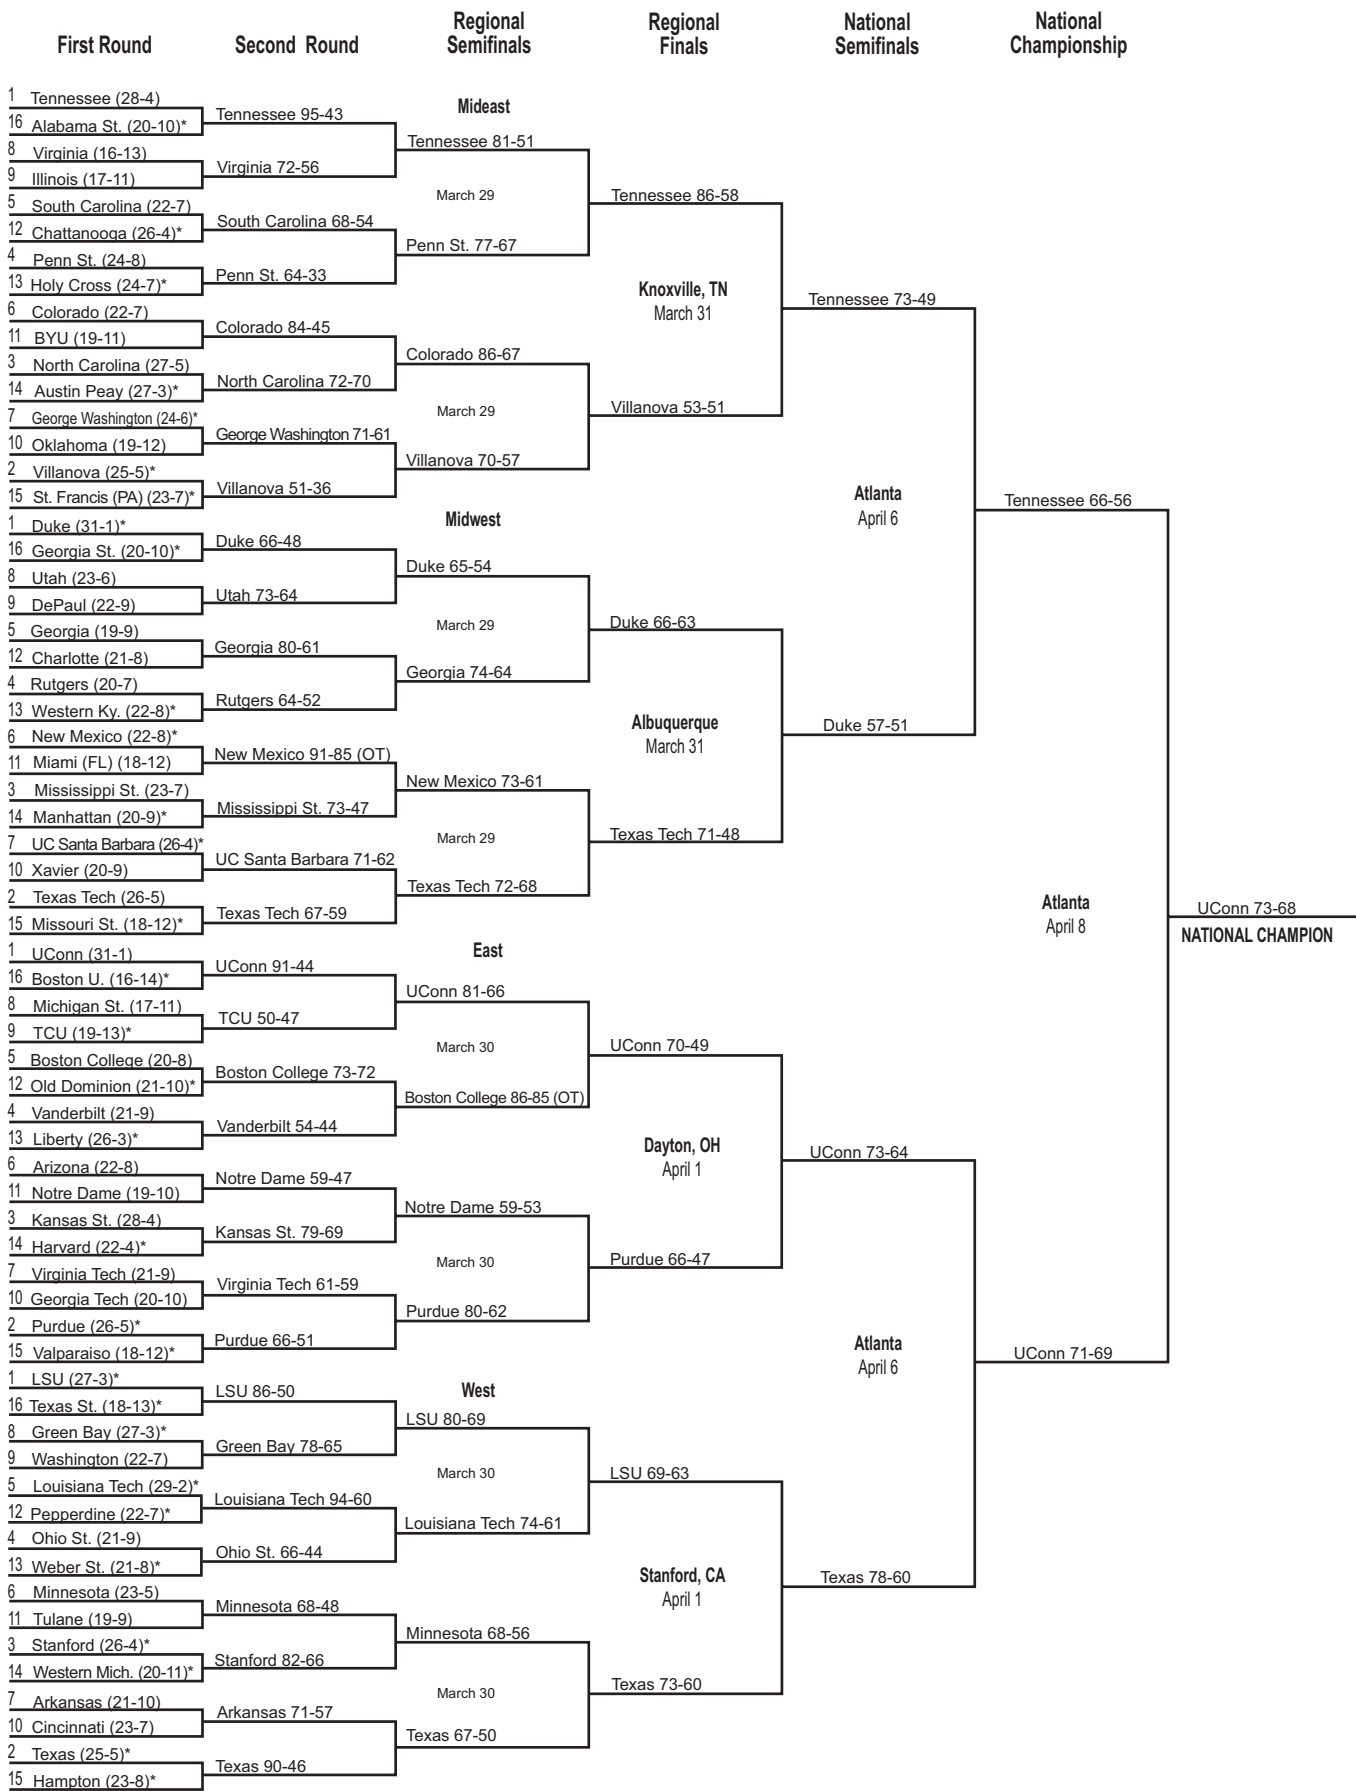 First Round
Second Round
Regional
Semifinals
Regional
Finals
National
Semifinals
National
Championship
1 Tennessee (28-4)
16 Alabama St. (20-10)*
8 Virginia (16-13)
9 Illinois (17-11)
5 South Carolina (22-7)
12 Chattanooga (26-4)*
4 Penn St. (24-8)
13 Holy Cross (24-7)*
6 Colorado (22-7)
11 BYU (19-11)
3 North Carolina (27-5)
14 Austin Peay (27-3)*
7 George Washington (24-6)*
10 Oklahoma (19-12)
2 Villanova (25-5)*
15 St. Francis (PA) (23-7)*
1 Duke (31-1)*
16 Georgia St. (20-10)*
8 Utah (23-6)
9 DePaul (22-9)
5 Georgia (19-9)
12 Charlotte (21-8)
4 Rutgers (20-7)
13 Western Ky. (22-8)*
6 New Mexico (22-8)*
11 Miami (FL) (18-12)
3 Mississippi St. (23-7)
14 Manhattan (20-9)*
7 UC Santa Barbara (26-4)*
10 Xavier (20-9)
2 Texas Tech (26-5)
15 Missouri St. (18-12)*
1 UConn (31-1)
16 Boston U. (16-14)*
8 Michigan St. (17-11)
9 TCU (19-13)*
5 Boston College (20-8)
12 Old Dominion (21-10)*
4 Vanderbilt (21-9)
13 Liberty (26-3)*
6 Arizona (22-8)
11 Notre Dame (19-10)
3 Kansas St. (28-4)
14 Harvard (22-4)*
7 Virginia Tech (21-9)
10 Georgia Tech (20-10)
2 Purdue (26-5)*
15 Valparaiso (18-12)*
1 LSU (27-3)*
16 Texas St. (18-13)*
8 Green Bay (27-3)*
9 Washington (22-7)
5 Louisiana Tech (29-2)*
12 Pepperdine (22-7)*
4 Ohio St. (21-9)
13 Weber St. (21-8)*
6 Minnesota (23-5)
11 Tulane (19-9)
3 Stanford (26-4)*
14 Western Mich. (20-11)*
7 Arkansas (21-10)
10 Cincinnati (23-7)
2 Texas (25-5)*
15 Hampton (23-8)*
Tennessee 95-43
Virginia 72-56
South Carolina 68-54
Penn St. 64-33
Colorado 84-45
North Carolina 72-70
George Washington 71-61
Villanova 51-36
Duke 66-48
Utah 73-64
Georgia 80-61
Rutgers 64-52
New Mexico 91-85 (OT)
Mississippi St. 73-47
UC Santa Barbara 71-62
Texas Tech 67-59
UConn 91-44
TCU 50-47
Boston College 73-72
Vanderbilt 54-44
Notre Dame 59-47
Kansas St. 79-69
Virginia Tech 61-59
Purdue 66-51
LSU 86-50
Green Bay 78-65
Louisiana Tech 94-60
Ohio St. 66-44
Minnesota 68-48
Stanford 82-66
Arkansas 71-57
Texas 90-46
Mideast
Tennessee 81-51
March 29
Penn St. 77-67
Colorado 86-67
March 29
Villanova 70-57
Midwest
Duke 65-54
March 29
Georgia 74-64
New Mexico 73-61
March 29
Texas Tech 72-68
East
UConn 81-66
March 30
Boston College 86-85 (OT)
Notre Dame 59-53
March 30
Purdue 80-62
West
LSU 80-69
March 30
Louisiana Tech 74-61
Minnesota 68-56
March 30
Texas 67-50
Tennessee 86-58
Knoxville, TN
March 31
Villanova 53-51
Duke 66-63
Albuquerque
March 31
Texas Tech 71-48
UConn 70-49
Dayton, OH
April 1
Purdue 66-47
LSU 69-63
Stanford, CA
April 1
Texas 73-60
Tennessee 73-49
Atlanta
April 6
Duke 57-51
UConn 73-64
Atlanta
April 6
Texas 78-60
Tennessee 66-56
Atlanta
April 8
UConn 71-69
UConn 73-68
NATIONAL CHAMPION